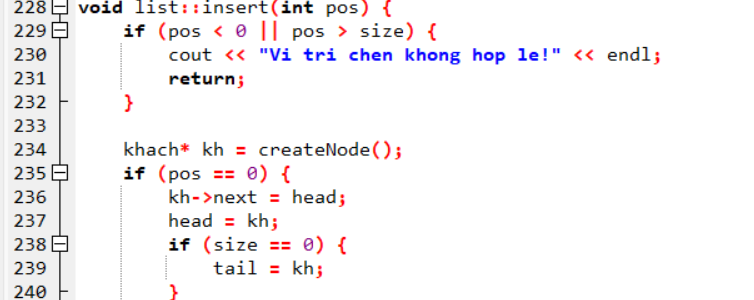 228 void list::insert(int pos) {
229 if (pos < 0 || pos > size) {
230 cout << "Vi tri chen khong hop le!" << endl;
231 return;
232 }
233
234 khach* kh = createNode();
235 if (pos == 0) {
236 kh->next = head;
237 head = kh;
238 if (size == 0) {
239 tail = kh;
240 }